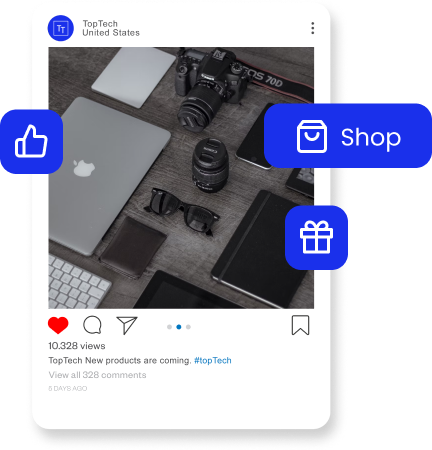 TT
TopTech
United States
EOS 70D
Shop
10.328 views
TopTech New products are coming. #topTech
View all 328 comments
5 DAYS AGO